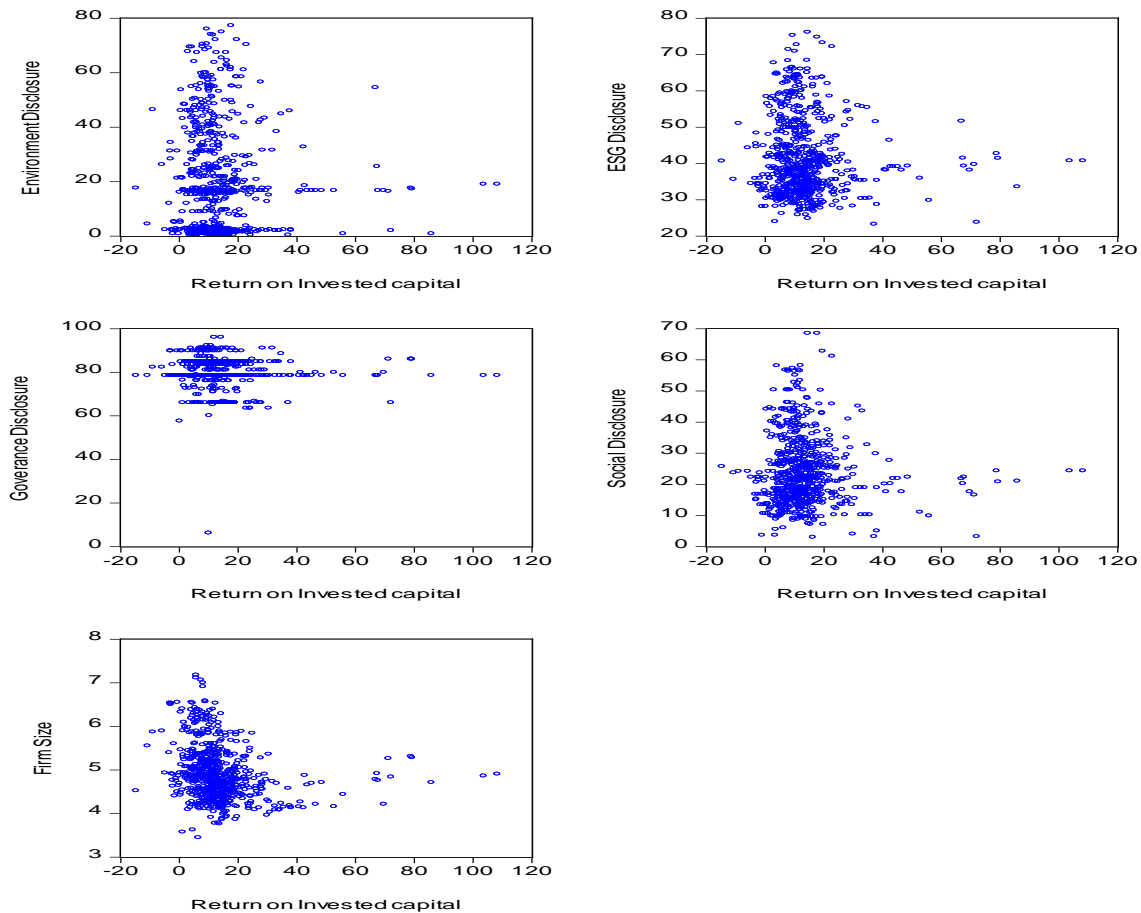 80
60
40
20
0
Environment Disclosure
-20 0 20 40 60 80 100 120
Return on Invested capital
80
70
60
50
40
30
20
ESG Disclosure
-20 0 20 40 60 80 100 120
Return on Invested capital
100
80
60
40
20
0
Goverance Disclosure
-20 0 20 40 60 80 100 120
Return on Invested capital
70
60
50
40
30
20
10
0
Social Disclosure
-20 0 20 40 60 80 100 120
Return on Invested capital
8
7
6
5
4
3
Firm Size
-20 0 20 40 60 80 100 120
Return on Invested capital